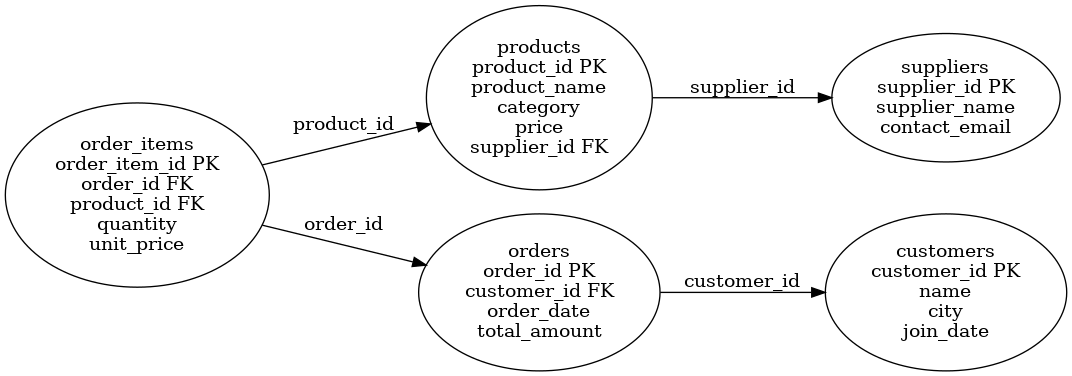 order_items
order_item_id PK
order_id FK
product_id FK
quantity
unit_price
product_id
order_id
products
product_id PK
product_name
category
price
supplier_id FK
supplier_id
suppliers
supplier_id PK
supplier_name
contact_email
orders
order_id PK
customer_id FK
order_date
total_amount
customer_id
customers
customer_id PK
name
city
join_date